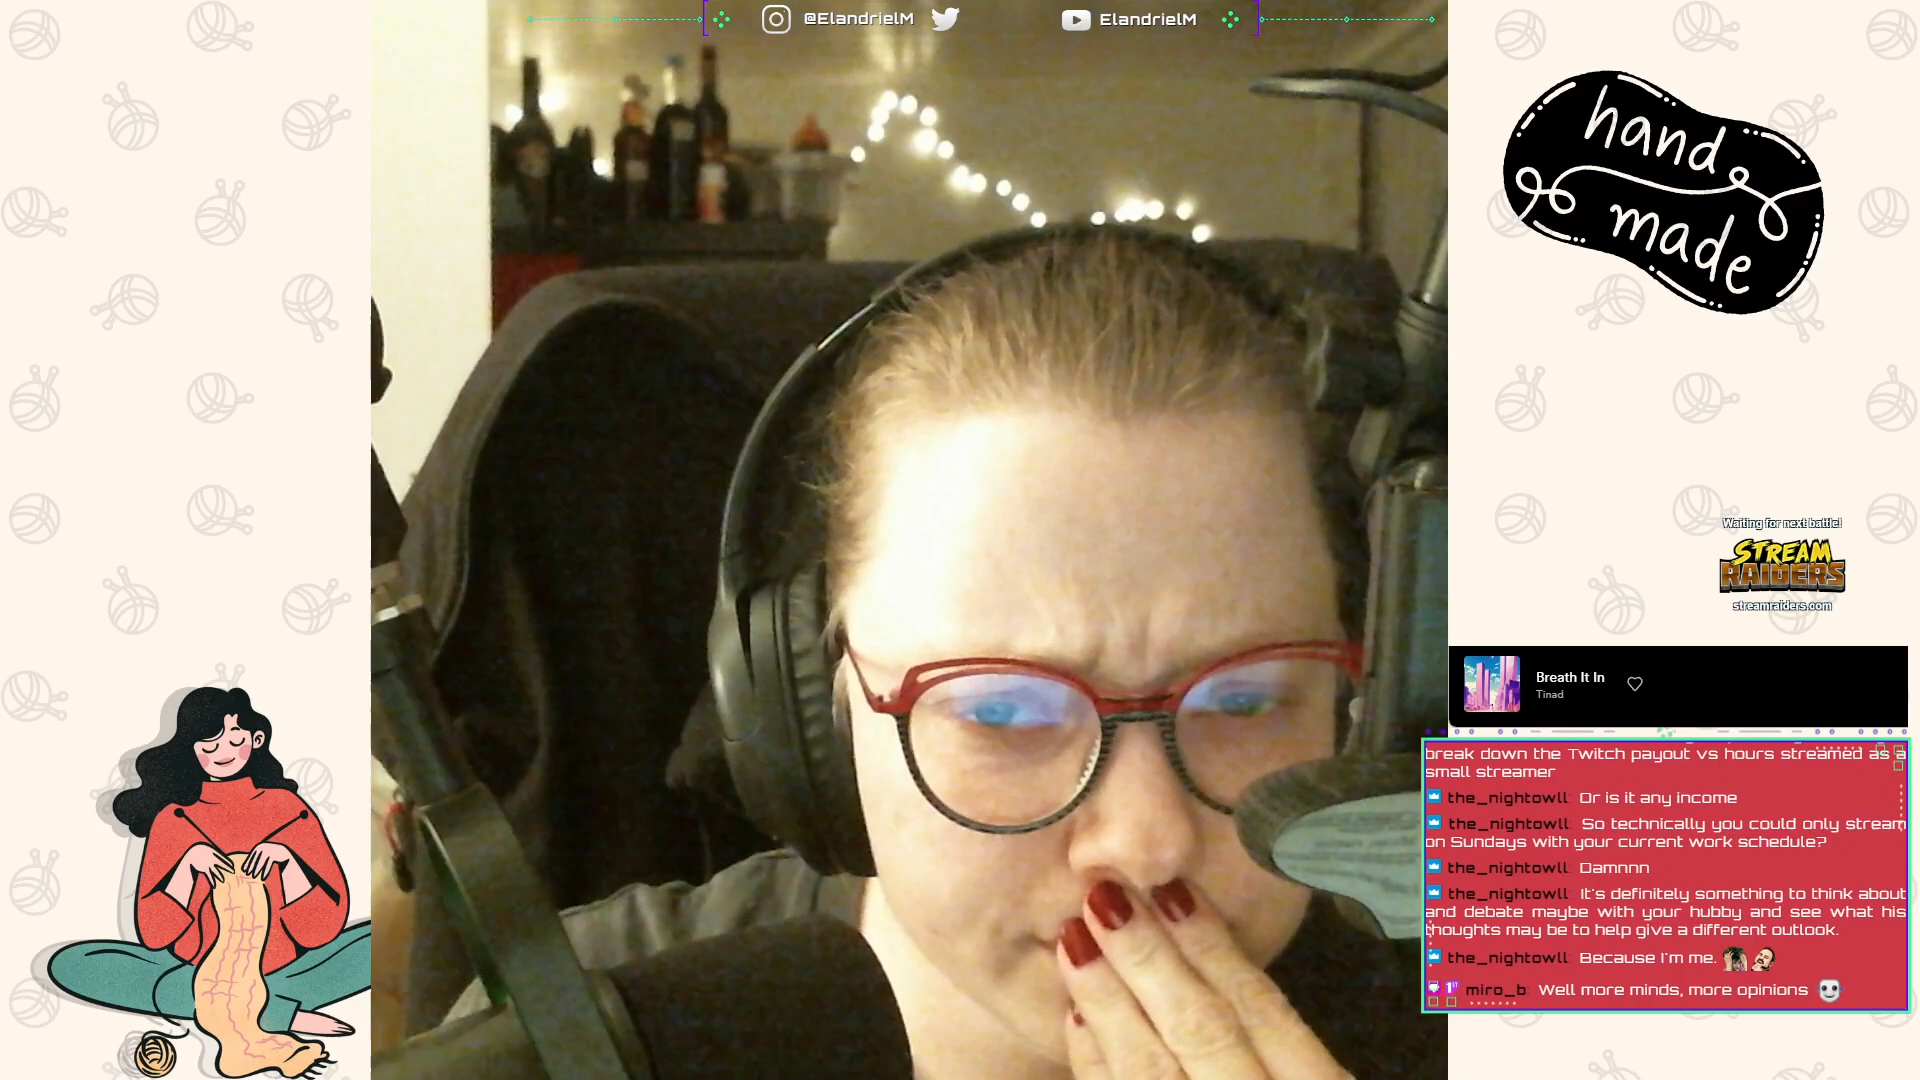 @ElandrielM
ElandrielM
hand
made
Waiting for next battle!
STREAM
RAIDERS
streamraiders.com
Breath It In
Tinad
break down the Twitch payout vs hours streamed as a
small streamer
the_nightowll: Or is it any income
the_nightowll: So technically you could only stream
on Sundays with your current work schedule?
the_nightowll: Damnnn
the_nightowll: It's definitely something to think about
and debate maybe with your hubby and see what his
thoughts may be to help give a different outlook.
the_nightowll: Because I'm me.
1st miro_b: Well more minds, more opinions